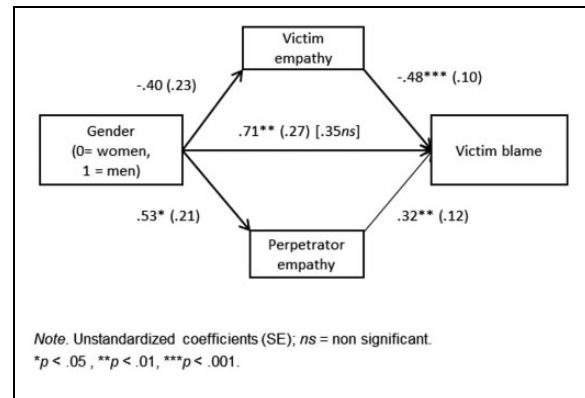 Victim
empathy
-.40 (.23)
-.48*** (.10)
Gender
(0= women,
1 = men)
.71** (.27) [.35ns]
Victim blame
.53* (.21)
.32** (.12)
Perpetrator
empathy
Note. Unstandardized coefficients (SE); ns = non significant.
*p < .05 , **p < .01, ***p < .001.